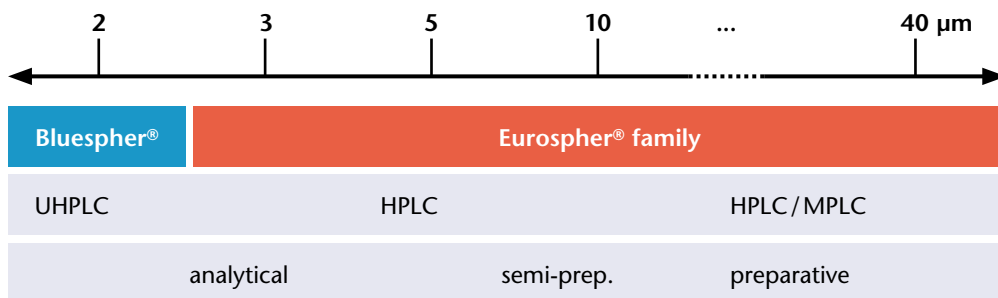 2 3 5 10 ... 40 µm
Bluespher® Eurospher® family
UHPLC HPLC HPLC / MPLC
analytical semi-prep. preparative